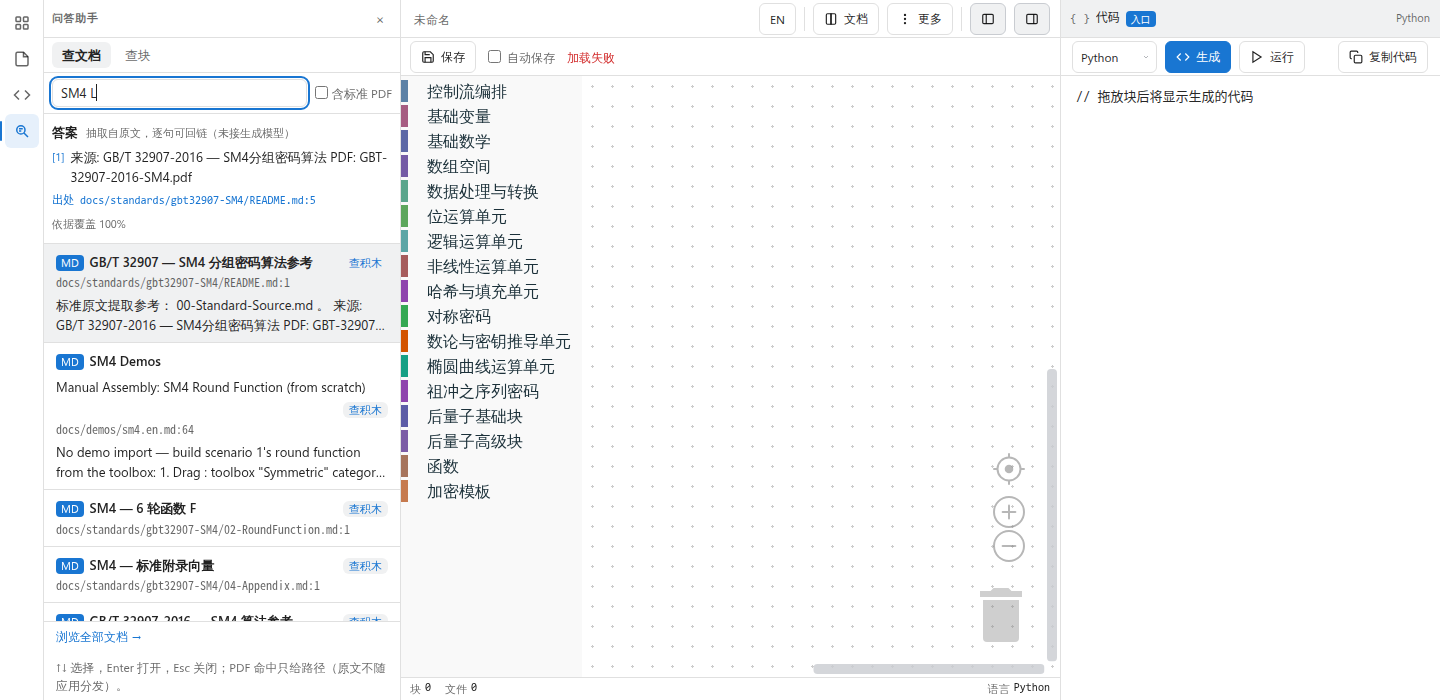 问答助手
×
未命名
EN
文档
更多
{ } 代码 入口
Python
查文档
查块
保存
自动保存
加载失败
Python
生成
运行
复制代码
SM4 L
含标准 PDF
// 拖放块后将显示生成的代码
答案 抽取自原文，逐句可回链（未接生成模型）
[1] 来源: GB/T 32907-2016 — SM4分组密码算法 PDF: GBT-
32907-2016-SM4.pdf
出处 docs/standards/gbt32907-SM4/README.md:5
依据覆盖 100%
MD GB/T 32907 — SM4 分组密码算法参考 查积木
docs/standards/gbt32907-SM4/README.md:1
标准原文提取参考： 00-Standard-Source.md 。 来源:
GB/T 32907-2016 — SM4分组密码算法 PDF: GBT-32907...
MD SM4 Demos
Manual Assembly: SM4 Round Function (from scratch)
查积木
docs/demos/sm4.en.md:64
No demo import — build scenario 1's round function
from the toolbox: 1. Drag : toolbox "Symmetric" categor...
MD SM4 — 6 轮函数 F 查积木
docs/standards/gbt32907-SM4/02-RoundFunction.md:1
MD SM4 — 标准附录向量 查积木
docs/standards/gbt32907-SM4/04-Appendix.md:1
MD GB/T 32907-2016 — SM4 算法参考 查积木
浏览全部文档 →
↑↓ 选择，Enter 打开，Esc 关闭；PDF 命中只给路径（原文不随
应用分发）。
控制流编排
基础变量
基础数学
数组空间
数据处理与转换
位运算单元
逻辑运算单元
非线性运算单元
哈希与填充单元
对称密码
数论与密钥推导单元
椭圆曲线运算单元
祖冲之序列密码
后量子基础块
后量子高级块
函数
加密模板
块 0
文件 0
语言 Python